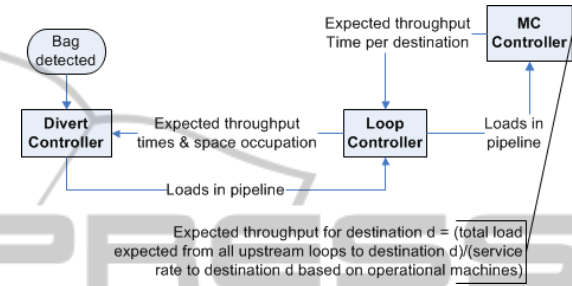 Bag
detected
Expected throughput
Time per destination
MC
Controller
Divert
Controller
Expected throughput
times & space occupation
Loop
Controller
Loads in
pipeline
Loads in pipeline
Expected throughput for destination d = (total load
expected from all upstream loops to destination d)/(service
rate to destination d based on operational machines)
PRESS